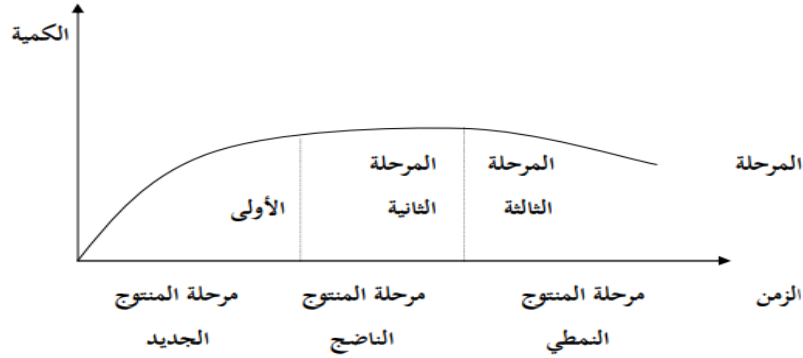 الكمية
المرحلة المرحلة المرحلة
الأولى الثانية الثالثة
مرحلة المنتوج مرحلة المنتوج مرحلة المنتوج الزمن
الجديد الناضج النمطي